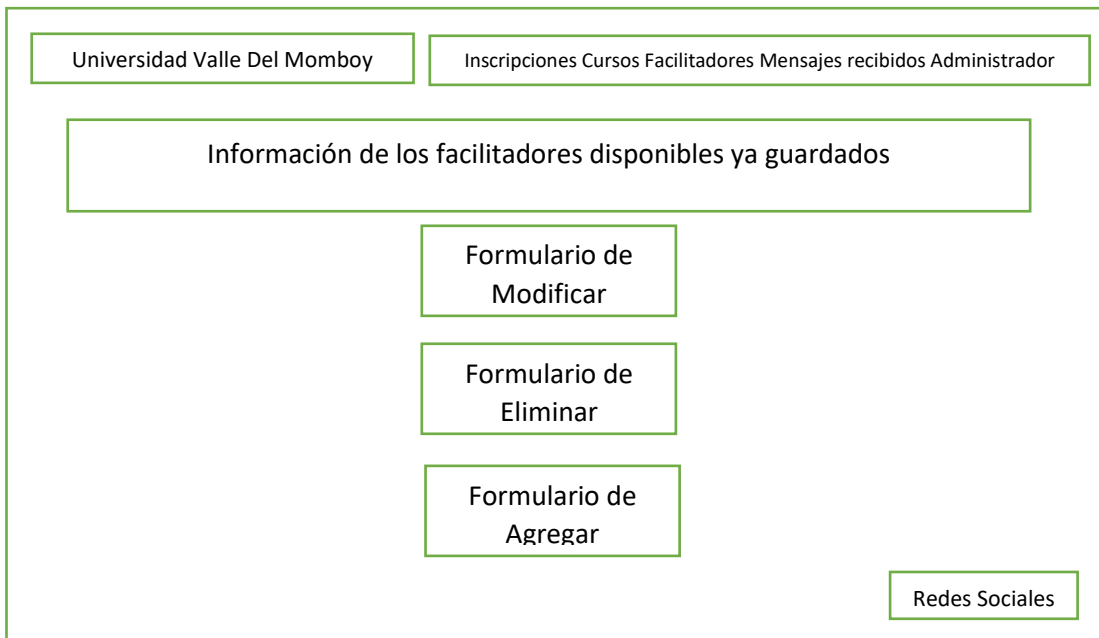 Universidad Valle Del Momboy
Inscripciones Cursos Facilitadores Mensajes recibidos Administrador
Información de los facilitadores disponibles ya guardados
Formulario de
Modificar
Formulario de
Eliminar
Formulario de
Agregar
Redes Sociales